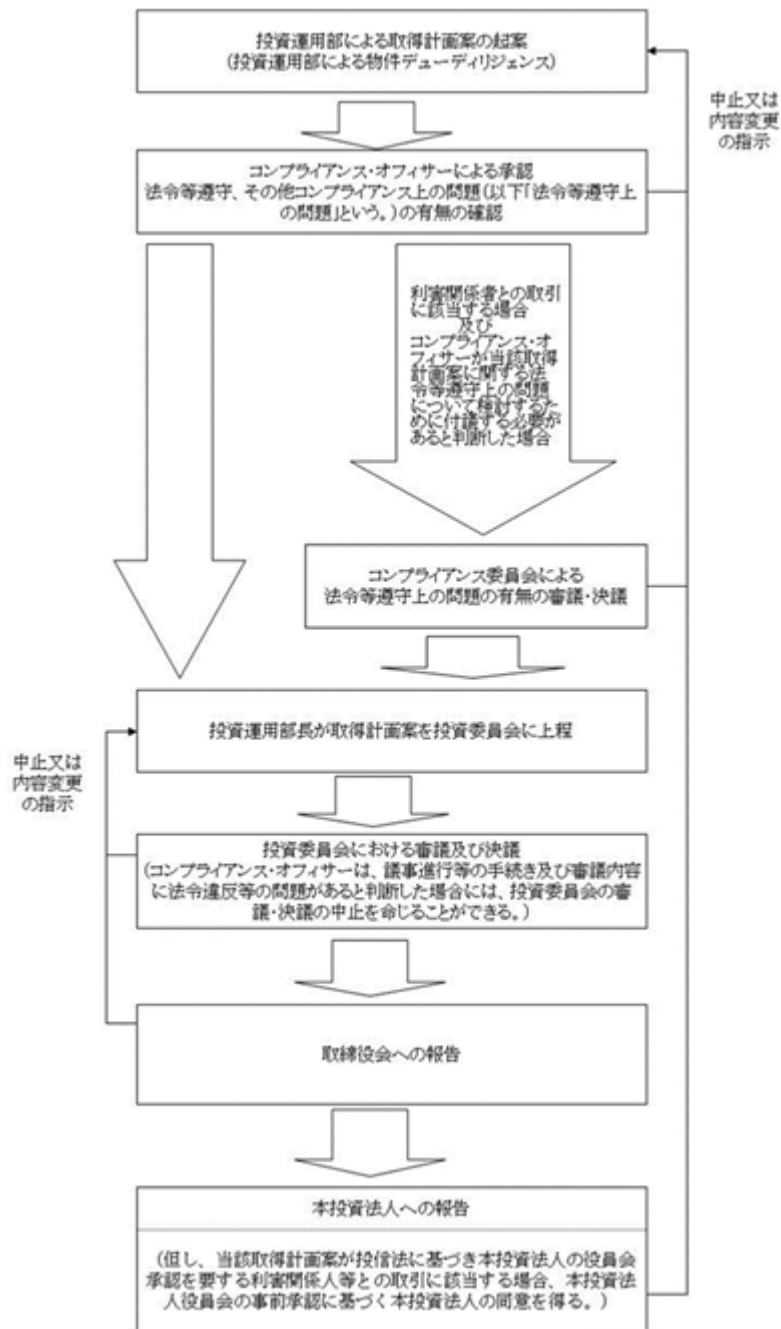 投資運用部による取得計画案の起案
(投資運用部による物件デューディリジェンス)
中止又は
内容変更
の指示
コンプライアンス・オフィサーによる承認
法令等遵守、その他コンプライアンス上の問題(以下「法令等遵守上
の問題」という。)の有無の確認
利害関係者との取引
に該当する場合
及び
コンプライアンス・オ
フィサーが当該取得
計画案に関する法
令等遵守上の問題
について検討するた
めに付議する必要が
あると判断した場合
コンプライアンス委員会による
法令等遵守上の問題の有無の審議・決議
投資運用部長が取得計画案を投資委員会に上程
中止又は
内容変更
の指示
投資委員会における審議及び決議
(コンプライアンス・オフィサーは、議事進行等の手続き及び審議内容
に法令違反等の問題があると判断した場合には、投資委員会の審
議・決議の中止を命じることができる。)
取締役会への報告
本投資法人への報告
(但し、当該取得計画案が投信法に基づき本投資法人の役員会
承認を要する利害関係人等との取引に該当する場合、本投資法
人役員会の事前承認に基づく本投資法人の同意を得る。)